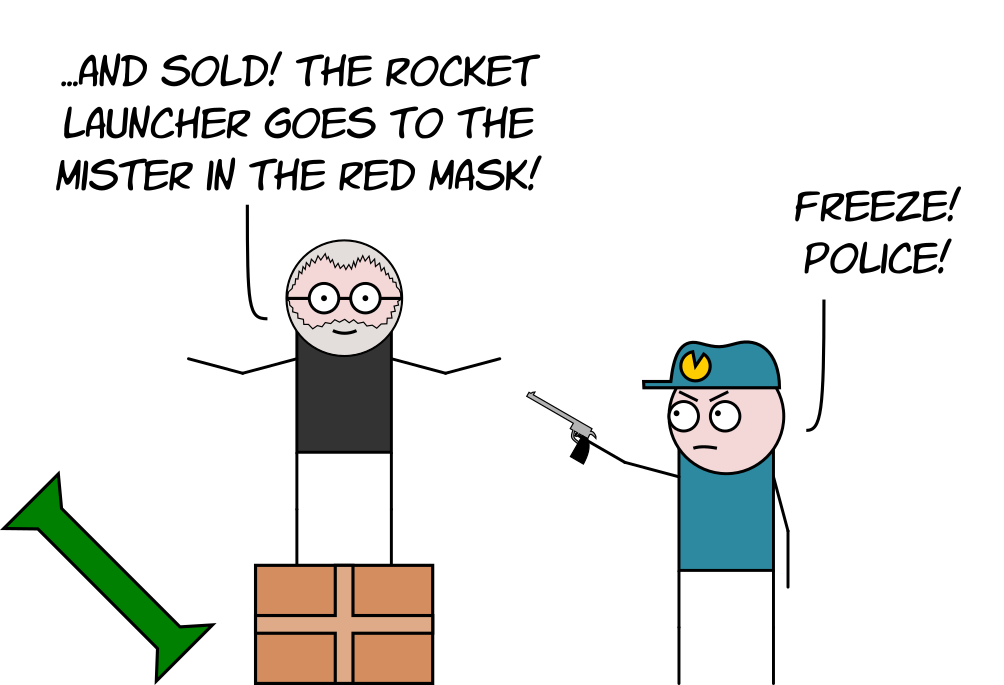 ...AND SOLD! THE ROCKET
LAUNCHER GOES TO THE
MISTER IN THE RED MASK!
FREEZE!
POLICE!